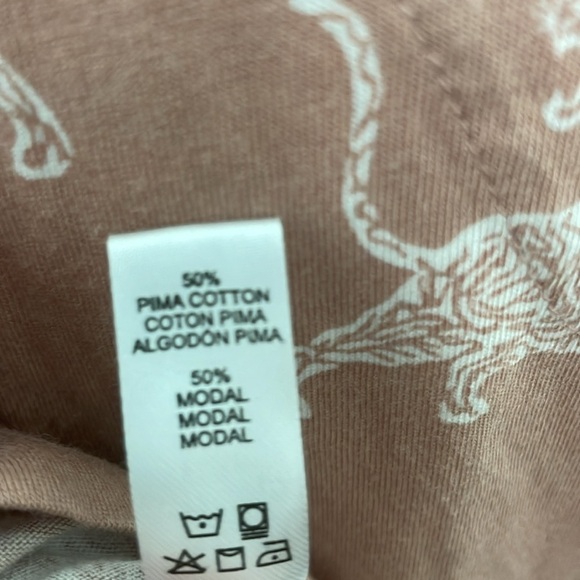 50%
PIMA COTTON
COTON PIMA
ALGODÓN PIMA
50%
MODAL
MODAL
MODAL